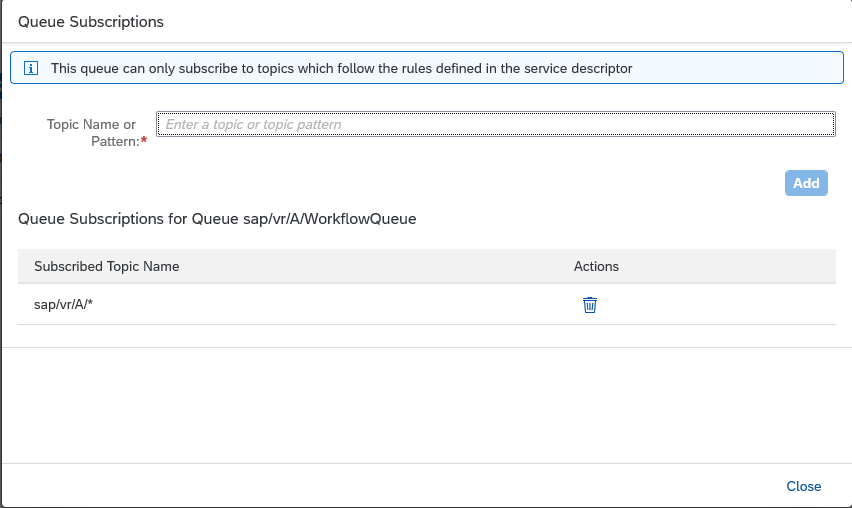 Queue Subscriptions
This queue can only subscribe to topics which follow the rules defined in the service descriptor
Topic Name or
Pattern:*
Enter a topic or topic pattern
Add
Queue Subscriptions for Queue sap/vr/A/WorkflowQueue
Subscribed Topic Name Actions
sap/vr/A/*
Close